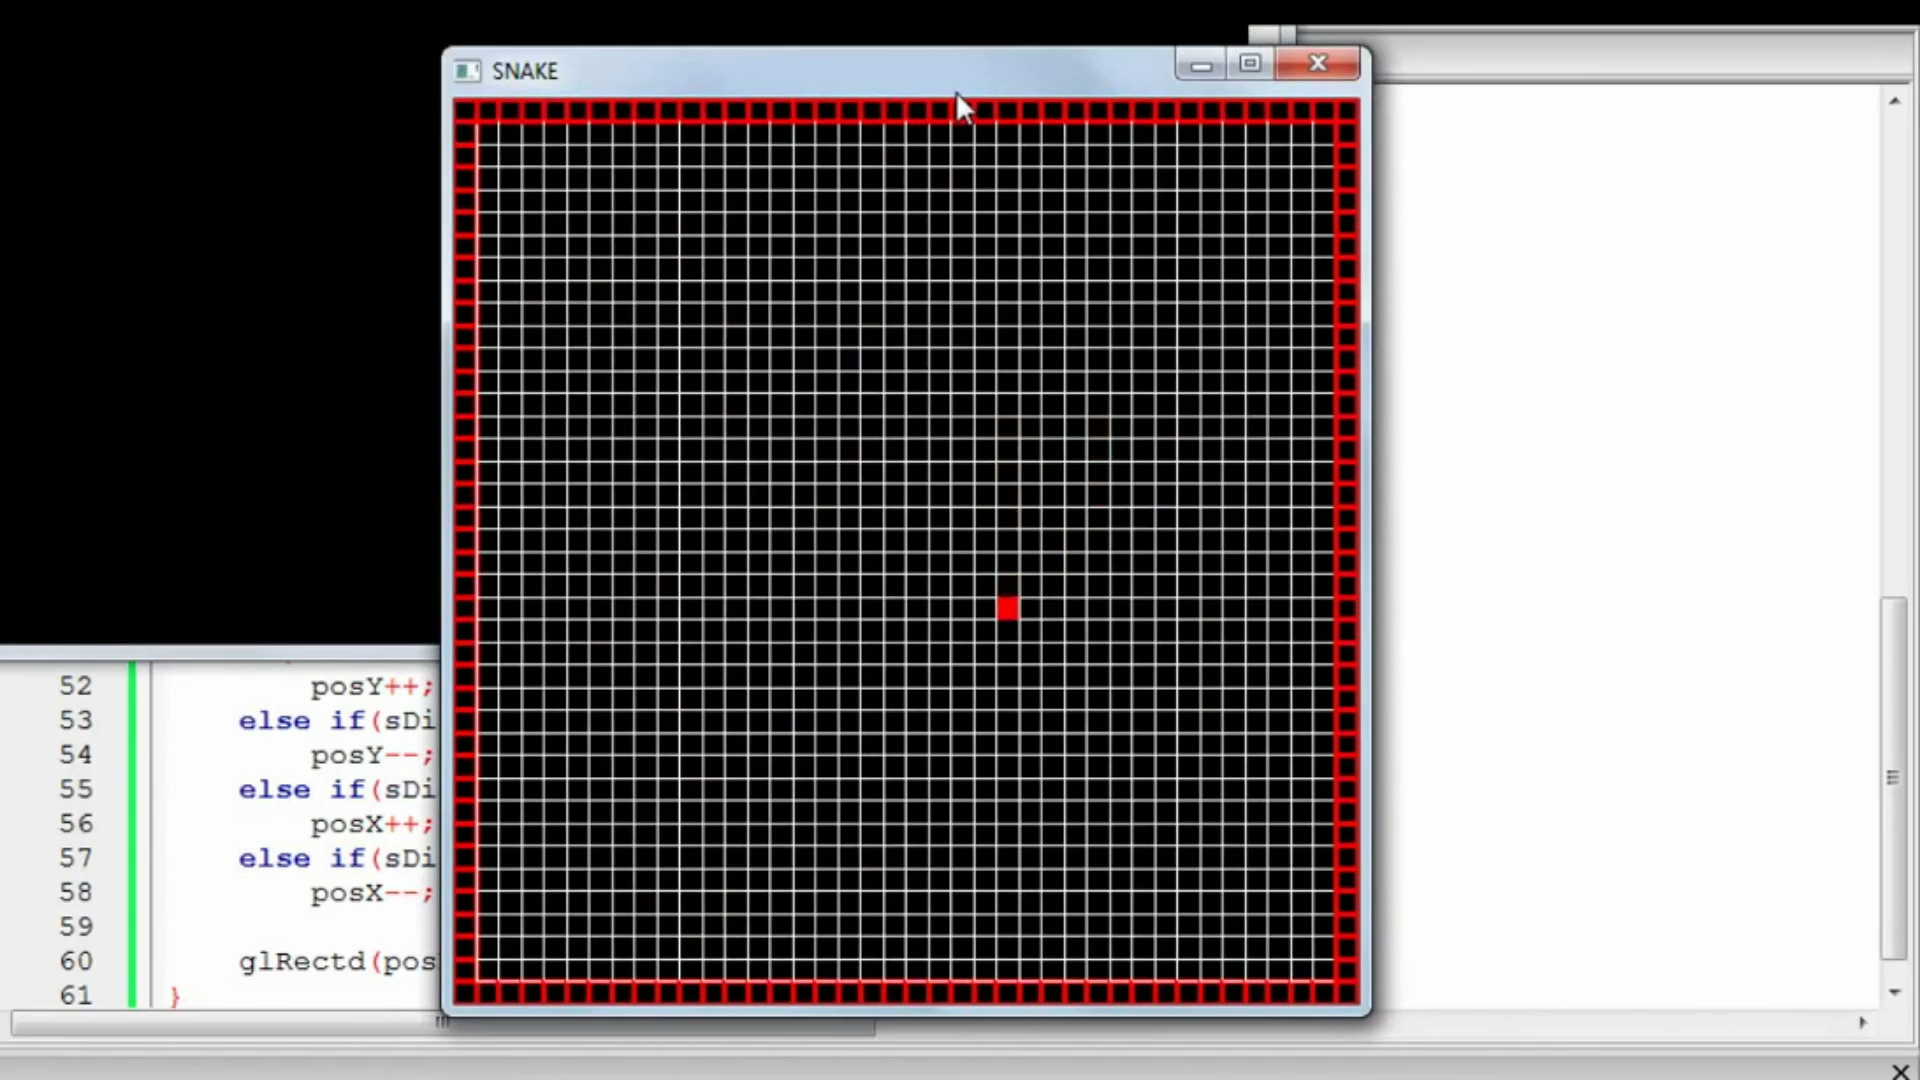 SNAKE
52 posY++;
53 else if(sDi
54 posY--;
55 else if(sDi
56 posX++;
57 else if(sDi
58 posX--;
59
60 glRectd(pos
61 }